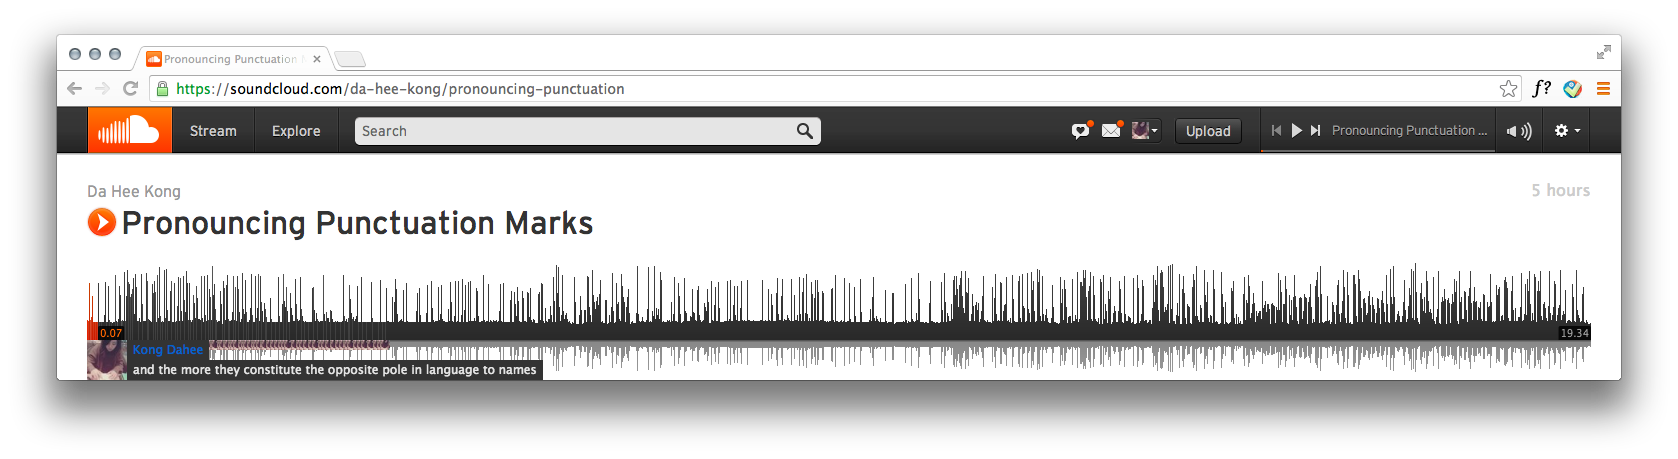 Pronouncing Punctuation M
https://soundcloud.com/da-hee-kong/pronouncing-punctuation
f?
Stream Explore Search Upload Pronouncing Punctuation ...
Da Hee Kong 5 hours
Pronouncing Punctuation Marks
0.07 19.34
Kong Dahee
and the more they constitute the opposite pole in language to names